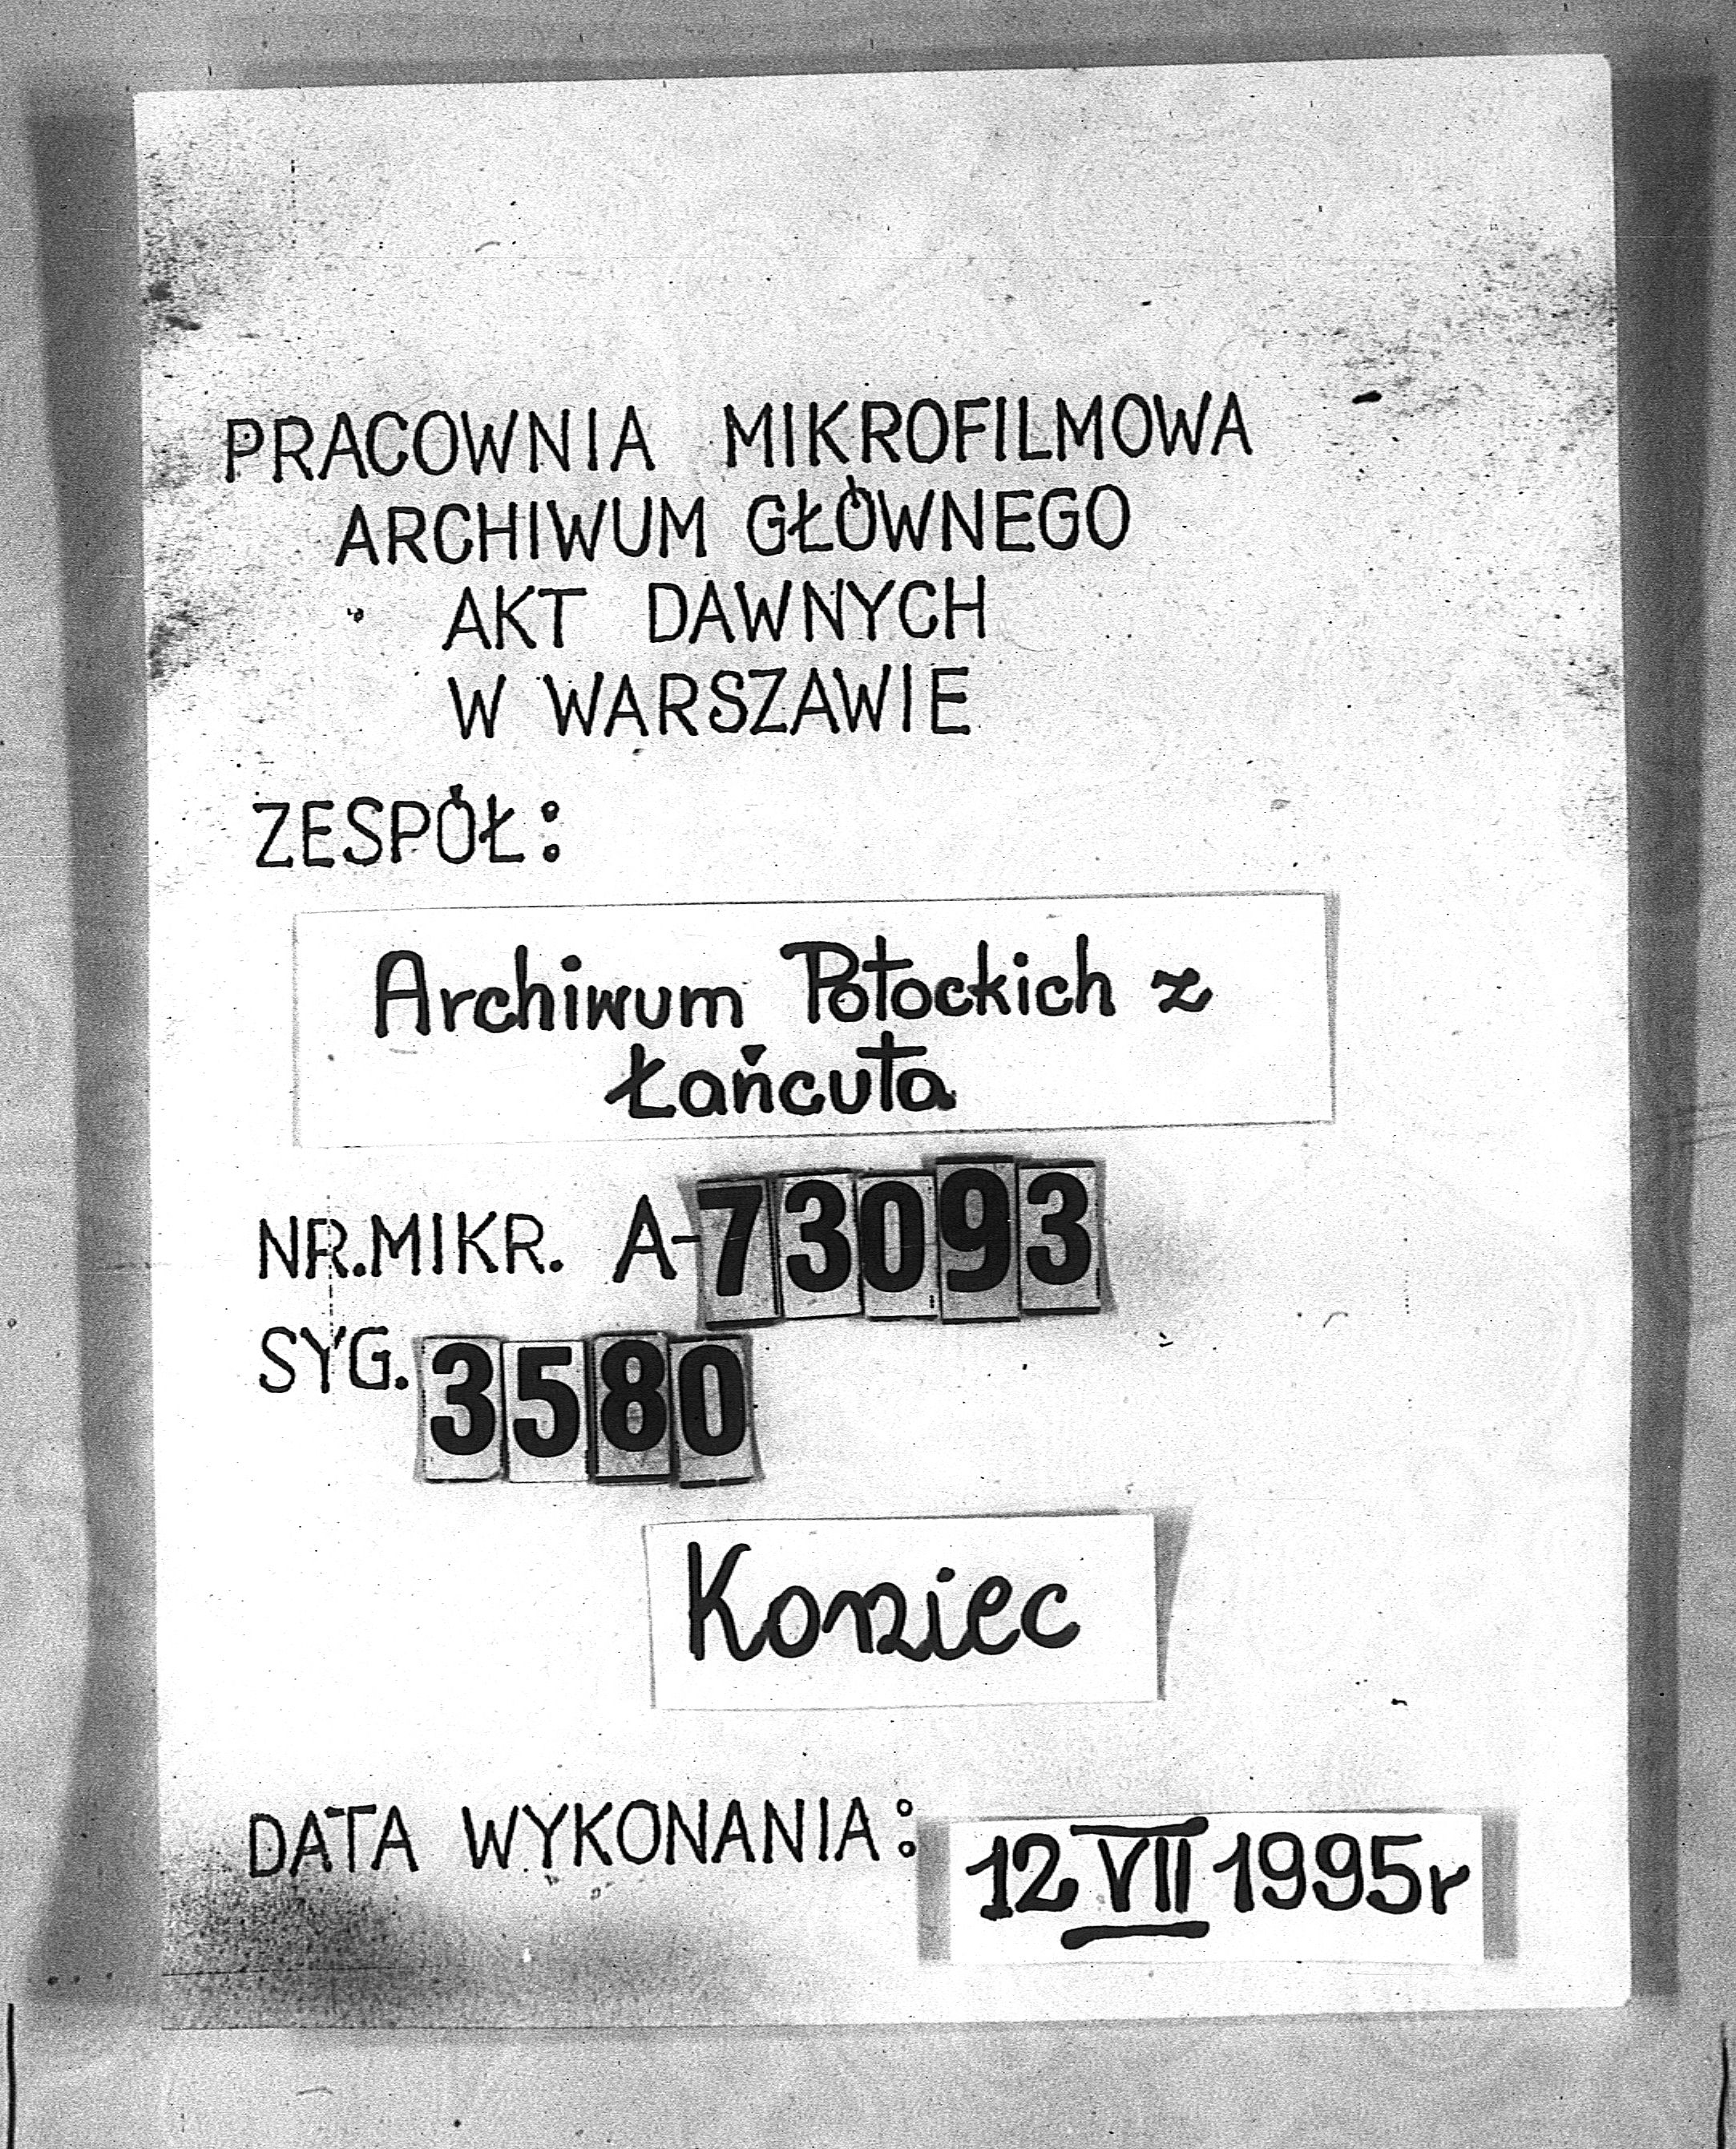 PRACOWNIA MIKROFILMOWA
ARCHIWUM GŁÓWNEGO
AKT DAWNYCH
W WARSZAWIE
ZESPÓŁ:
Archiwum Potockich z
Łańcuta
NR.MIKR. A-73093
SYG. 3580
Koniec
DATA WYKONANIA: 12 VII 1995r